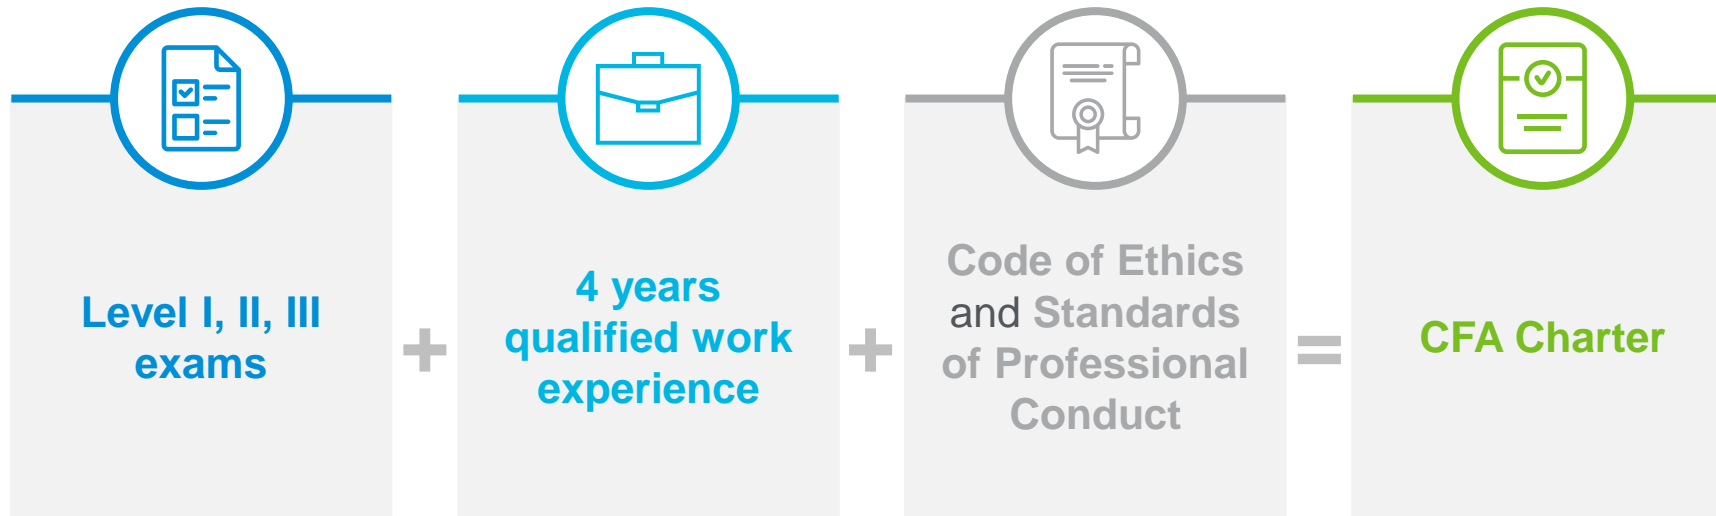 Level I, II, III
exams
+
4 years
qualified work
experience
+
Code of Ethics
and Standards
of Professional
Conduct
=
CFA Charter